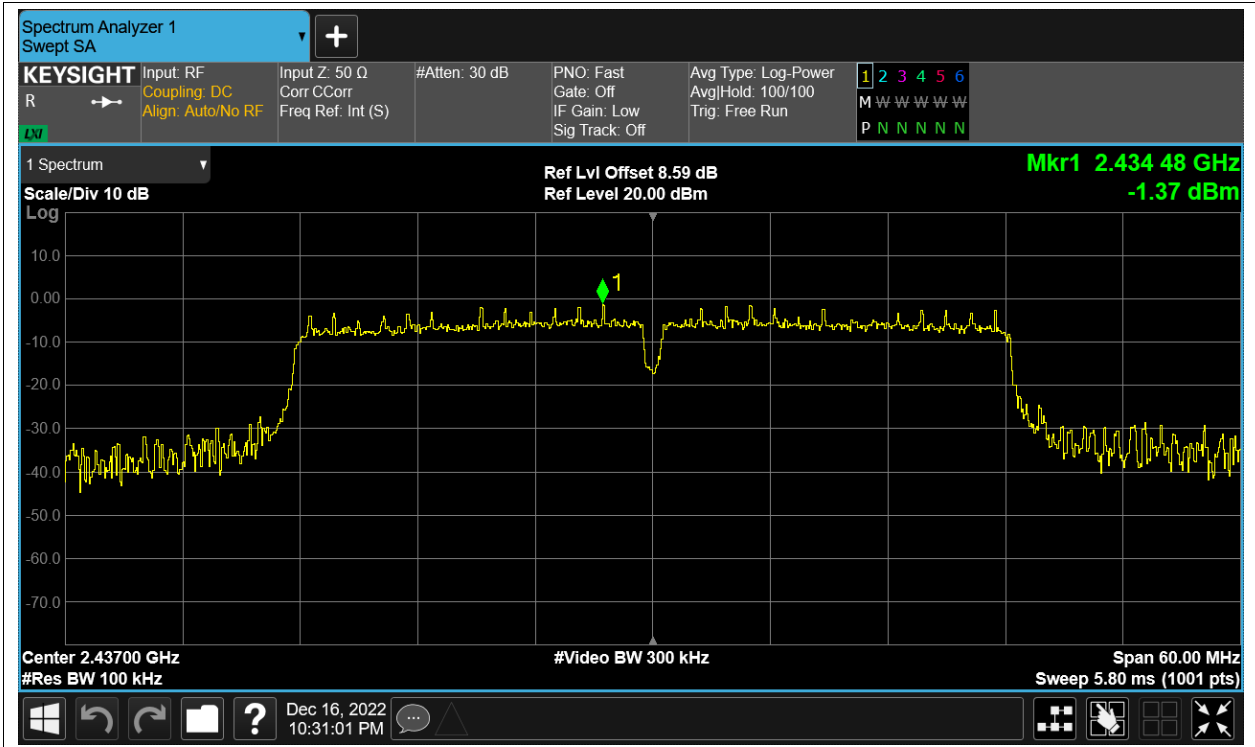 Spectrum Analyzer 1
Swept SA
KEYSIGHT
R
LXI
Input: RF
Coupling: DC
Align: Auto/No RF
Input Z: 50 Ω
Corr CCorr
Freq Ref: Int (S)
#Atten: 30 dB
PNO: Fast
Gate: Off
IF Gain: Low
Sig Track: Off
Avg Type: Log-Power
Avg|Hold: 100/100
Trig: Free Run
1 2 3 4 5 6
M W W W W W
P N N N N N
1 Spectrum
Scale/Div 10 dB
Ref Lvl Offset 8.59 dB
Ref Level 20.00 dBm
Mkr1 2.434 48 GHz
-1.37 dBm
Log
10.0
0.00
-10.0
-20.0
-30.0
-40.0
-50.0
-60.0
-70.0
1
Center 2.43700 GHz
#Res BW 100 kHz
#Video BW 300 kHz
Span 60.00 MHz
Sweep 5.80 ms (1001 pts)
?
Dec 16, 2022
10:31:01 PM